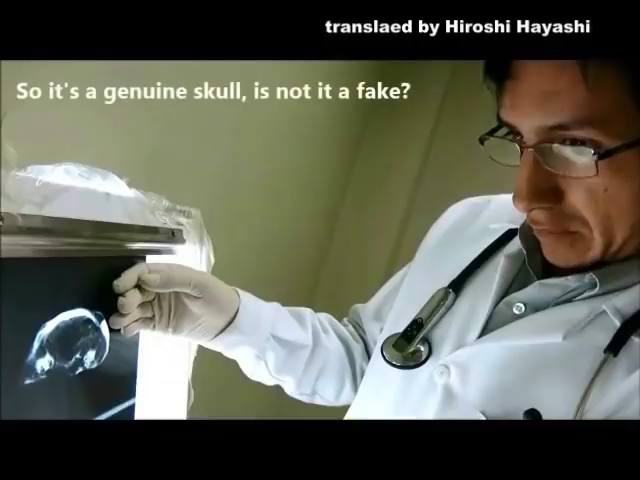 translaed by Hiroshi Hayashi
So it's a genuine skull, is not it a fake?